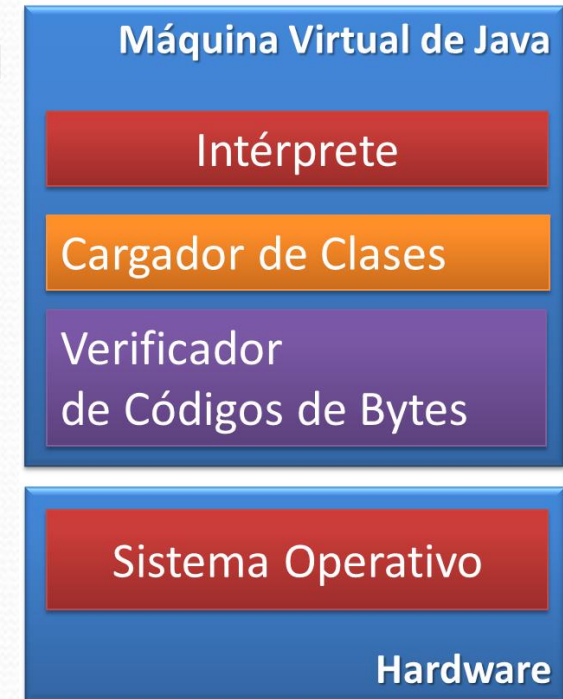 Máquina Virtual de Java
Intérprete
Cargador de Clases
Verificador
de Códigos de Bytes
Sistema Operativo
Hardware